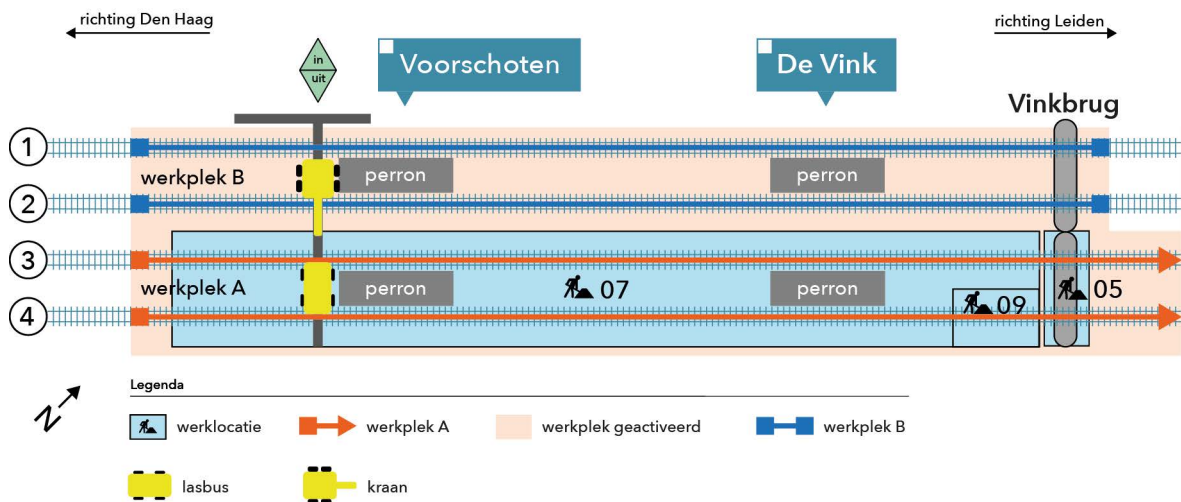 richting Den Haag
richting Leiden
in
uit
Voorschoten
De Vink
Vinkbrug
1
werkplek B
perron
perron
2
3
werkplek A
perron
07
perron
09
05
4
N
Legenda
werklocatie
werkplek A
werkplek geactiveerd
werkplek B
lasbus
kraan